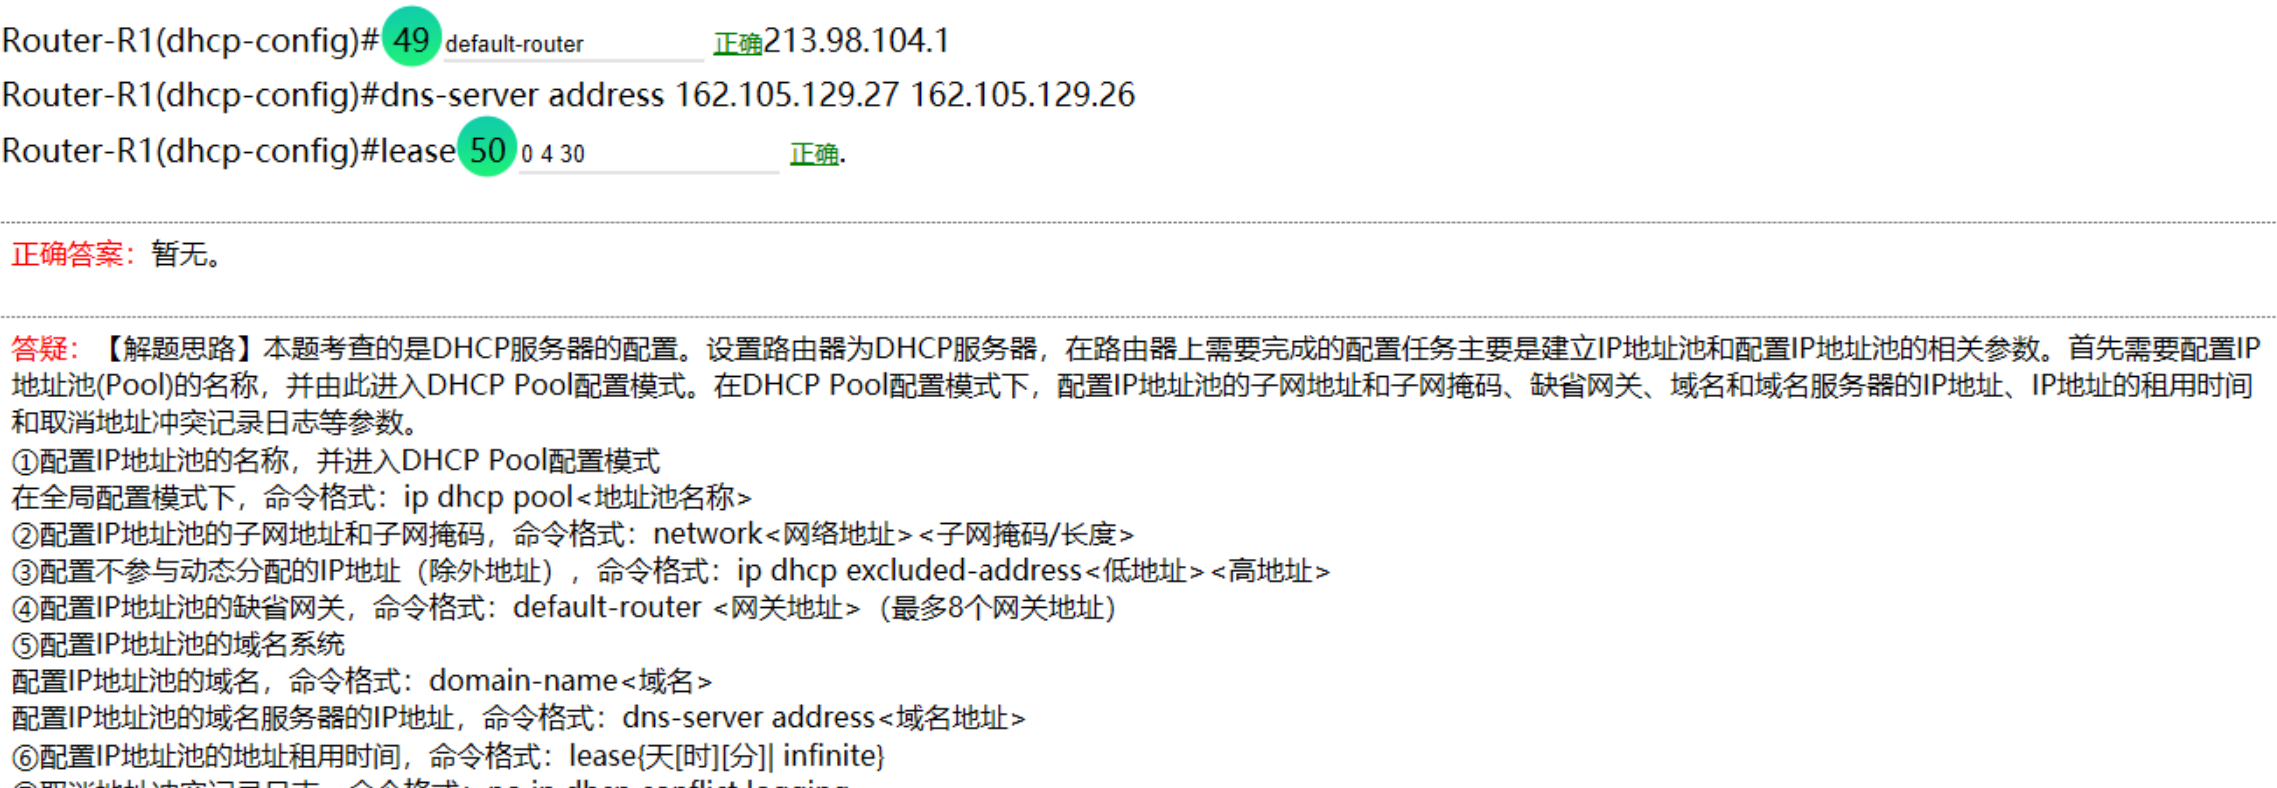 Router-R1(dhcp-config)#49 default-router 正确213.98.104.1
Router-R1(dhcp-config)#dns-server address 162.105.129.27 162.105.129.26
Router-R1(dhcp-config)#lease50 0 4 30 正确.
正确答案：暂无。
答疑：【解题思路】本题考查的是DHCP服务器的配置。设置路由器为DHCP服务器，在路由器上需要完成的配置任务主要是建立IP地址池和配置IP地址池的相关参数。首先需要配置IP
地址池(Pool)的名称，并由此进入DHCP Pool配置模式。在DHCP Pool配置模式下，配置IP地址池的子网地址和子网掩码、缺省网关、域名和域名服务器的IP地址、IP地址的租用时间
和取消地址冲突记录日志等参数。
①配置IP地址池的名称，并进入DHCP Pool配置模式
在全局配置模式下，命令格式：ip dhcp pool<地址池名称>
②配置IP地址池的子网地址和子网掩码，命令格式：network<网络地址><子网掩码/长度>
③配置不参与动态分配的IP地址（除外地址），命令格式：ip dhcp excluded-address<低地址><高地址>
④配置IP地址池的缺省网关，命令格式：default-router <网关地址>（最多8个网关地址）
⑤配置IP地址池的域名系统
配置IP地址池的域名，命令格式：domain-name<域名>
配置IP地址池的域名服务器的IP地址，命令格式：dns-server address<域名地址>
⑥配置IP地址池的地址租用时间，命令格式：lease{天[时][分]| infinite}
⑦取消地址冲突记录日志，命令格式：no ip dhcp conflict logging